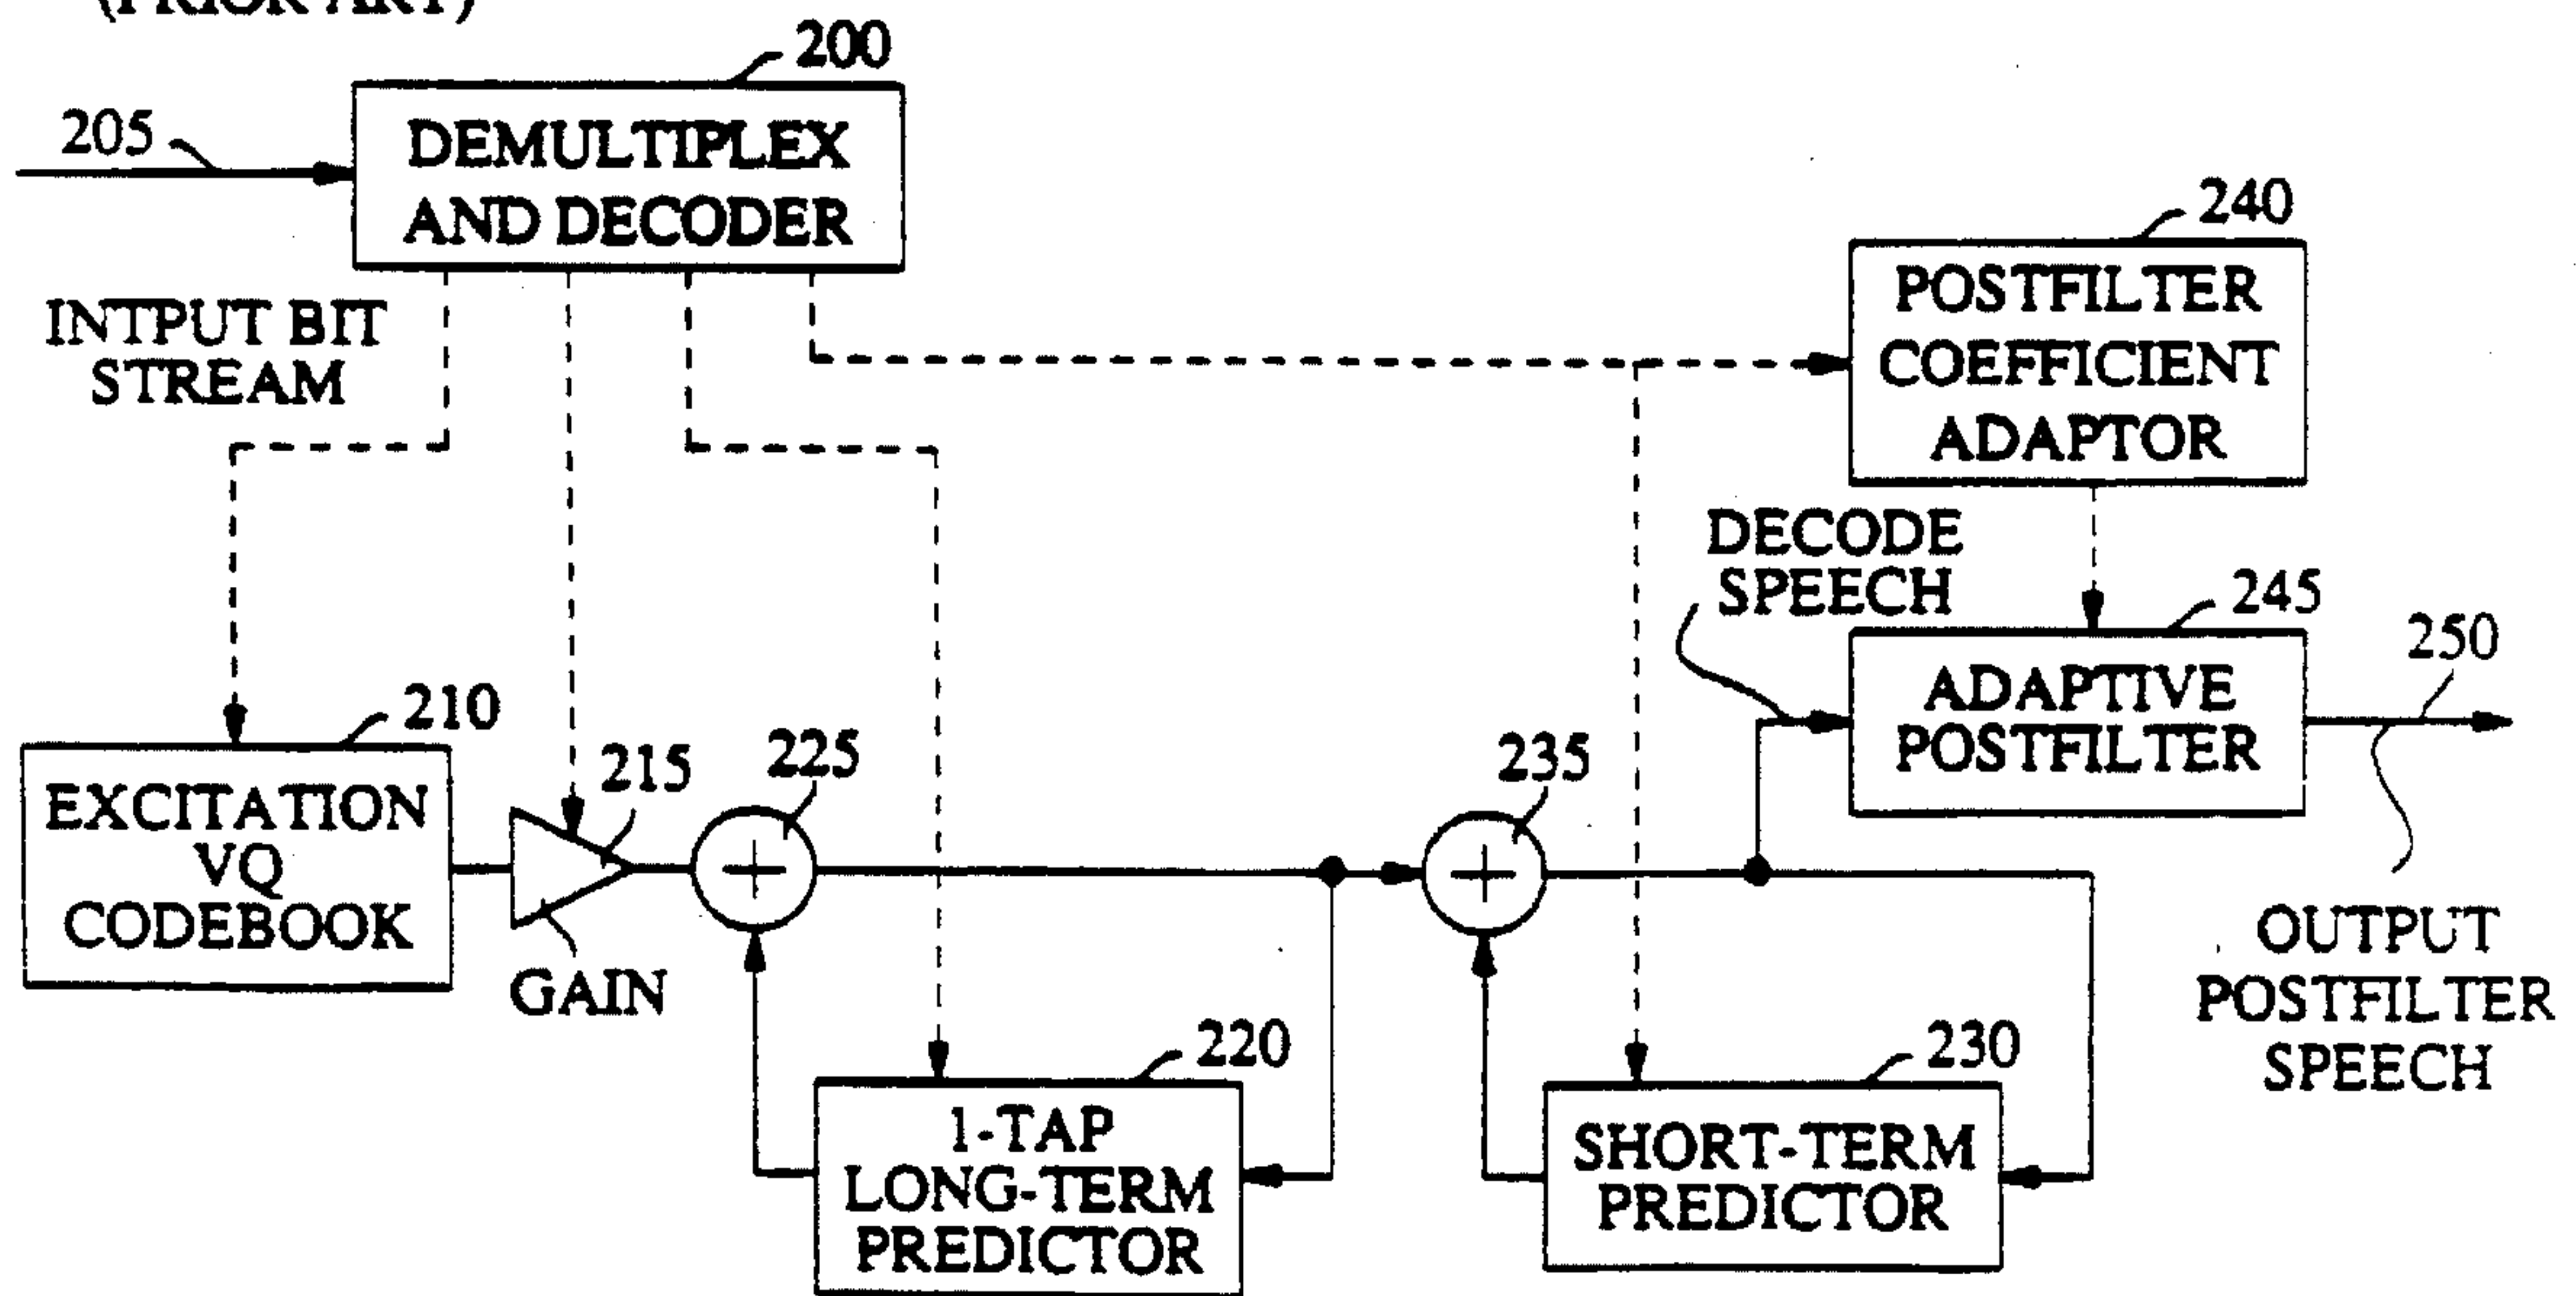 (PRIOR ART)
200
205
DEMULTIPLEX
AND DECODER
INTPUT BIT
STREAM
240
POSTFILTER
COEFFICIENT
ADAPTOR
DECODE
SPEECH
245
ADAPTIVE
POSTFILTER
250
210
EXCITATION
VQ
CODEBOOK
215
GAIN
225
+
235
+
OUTPUT
POSTFILTER
SPEECH
220
1-TAP
LONG-TERM
PREDICTOR
230
SHORT-TERM
PREDICTOR